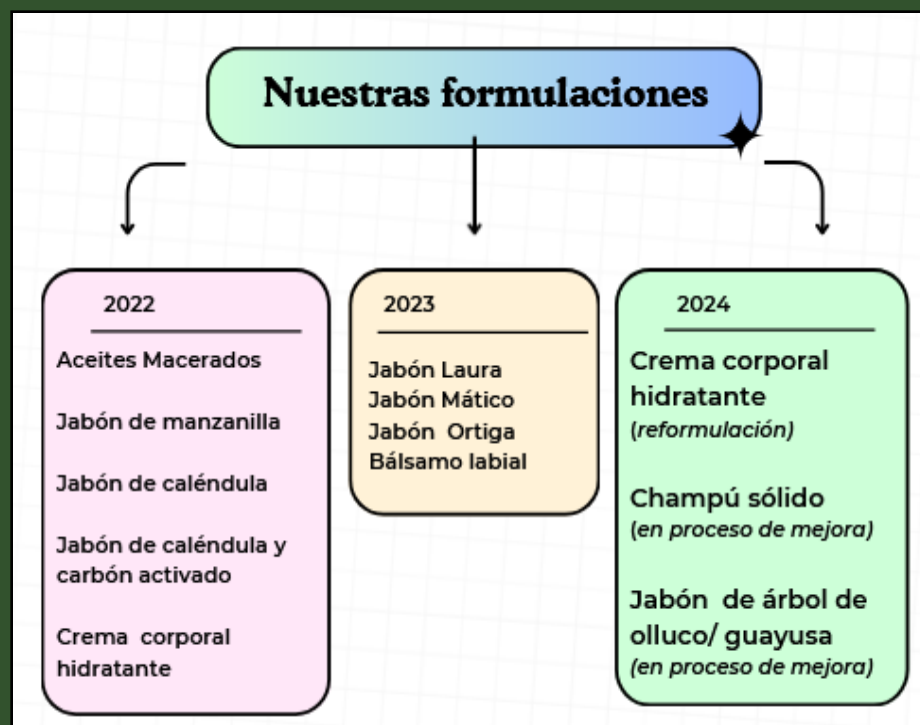 Nuestras formulaciones
2022
Aceites Macerados
Jabón de manzanilla
Jabón de caléndula
Jabón de caléndula y
carbón activado
Crema corporal
hidratante
2023
Jabón Laura
Jabón Mático
Jabón Ortiga
Bálsamo labial
2024
Crema corporal
hidratante
(reformulación)
Champú sólido
(en proceso de mejora)
Jabón de árbol de
olluco/ guayusa
(en proceso de mejora)